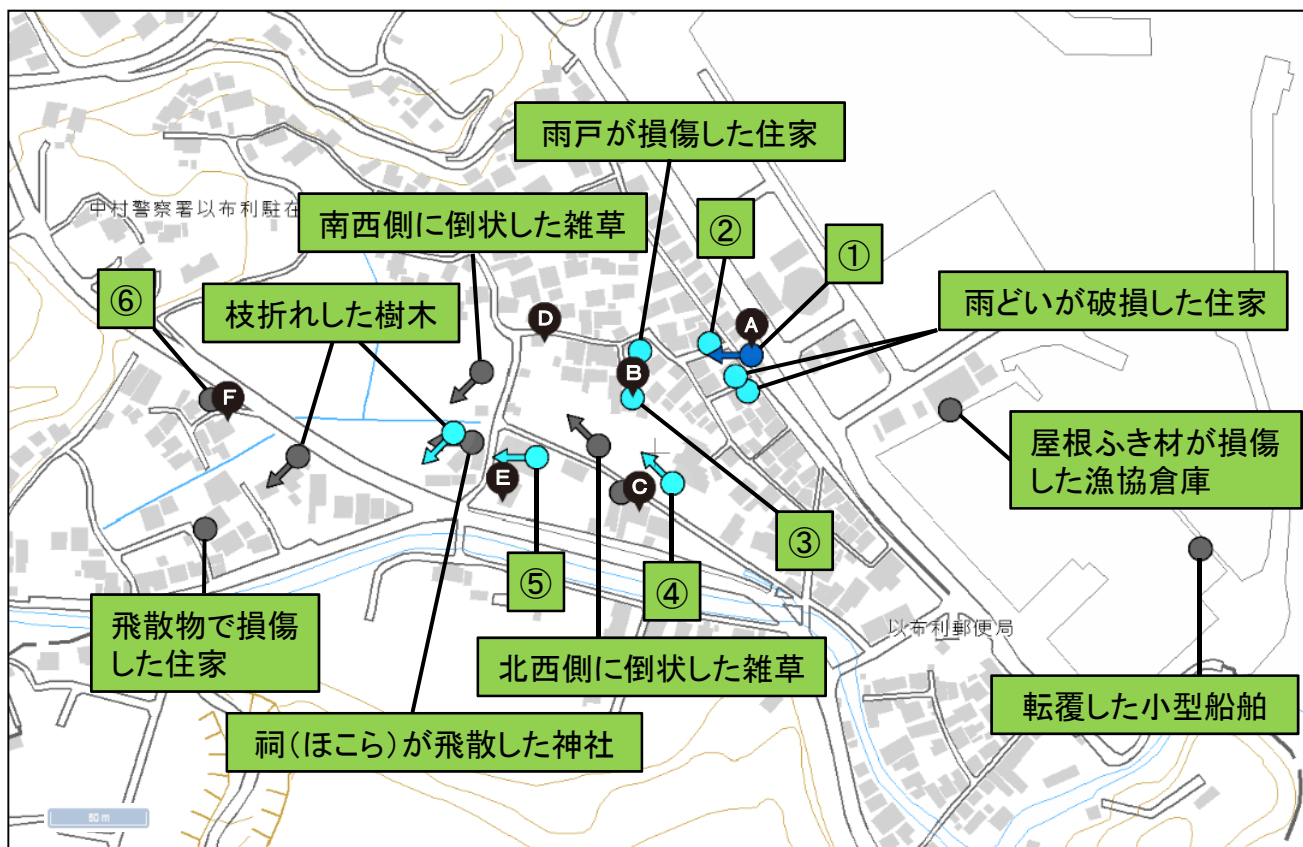 雨戸が損傷した住家
中村警察署以布利駐在
南西側に倒状した雑草
②
①
⑥
枝折れした樹木
雨どいが破損した住家
D
A
B
F
屋根ふき材が損傷
した漁協倉庫
E
C
③
⑤
④
飛散物で損傷
した住家
以布利郵便局
北西側に倒状した雑草
転覆した小型船舶
祠(ほこら)が飛散した神社
50 m